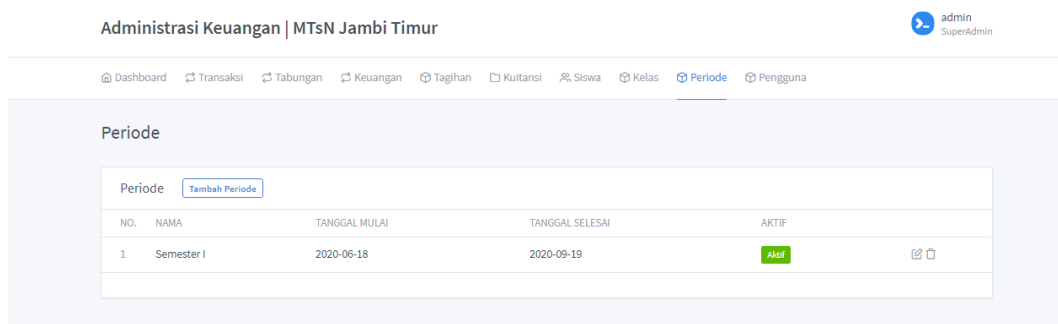 Administrasi Keuangan | MTsN Jambi Timur
admin
SuperAdmin
Dashboard Transaksi Tabungan Keuangan Tagihan Kuitansi Siswa Kelas Periode Pengguna
Periode
Periode Tambah Periode
NO. NAMA TANGGAL MULAI TANGGAL SELESAI AKTIF
1 Semester I 2020-06-18 2020-09-19 Aktif